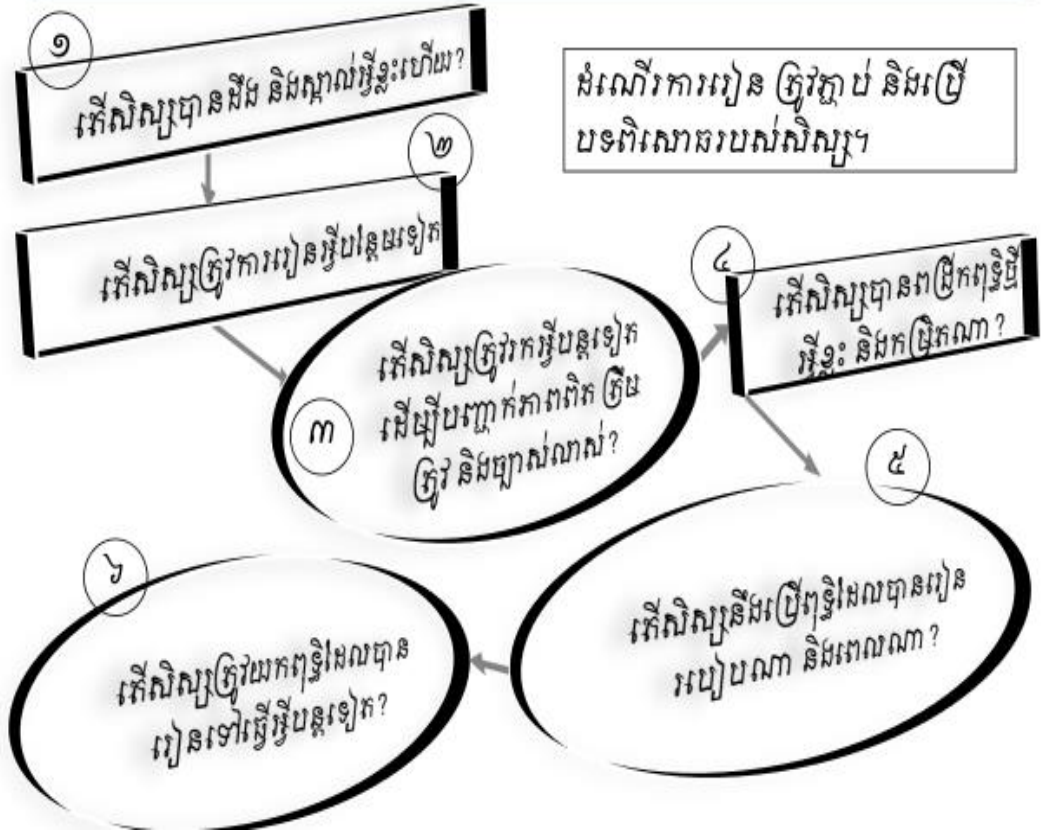 ១
តើសិស្សបានដឹង និងស្គាល់អ្វីខ្លះហើយ?
ដំណើរការរៀន ត្រូវភ្ជាប់ និងប្រើ
បទពិសោធរបស់សិស្ស។
២
តើសិស្សត្រូវការរៀនអ្វីបន្ថែមទៀត
៣
តើសិស្សត្រូវរកអ្វីបន្តទៀត
ដើម្បីបញ្ជាក់ភាពពិត ត្រឹម
ត្រូវ និងច្បាស់លាស់?
៤
តើសិស្សបានពង្រីកពុទ្ធិថ្មី
អ្វីខ្លះ និងកម្រិតណា?
៥
តើសិស្សនឹងប្រើពុទ្ធិដែលបានរៀន
របៀបណា និងពេលណា?
៦
តើសិស្សត្រូវយកពុទ្ធិដែលបាន
រៀនទៅធ្វើអ្វីបន្តទៀត?